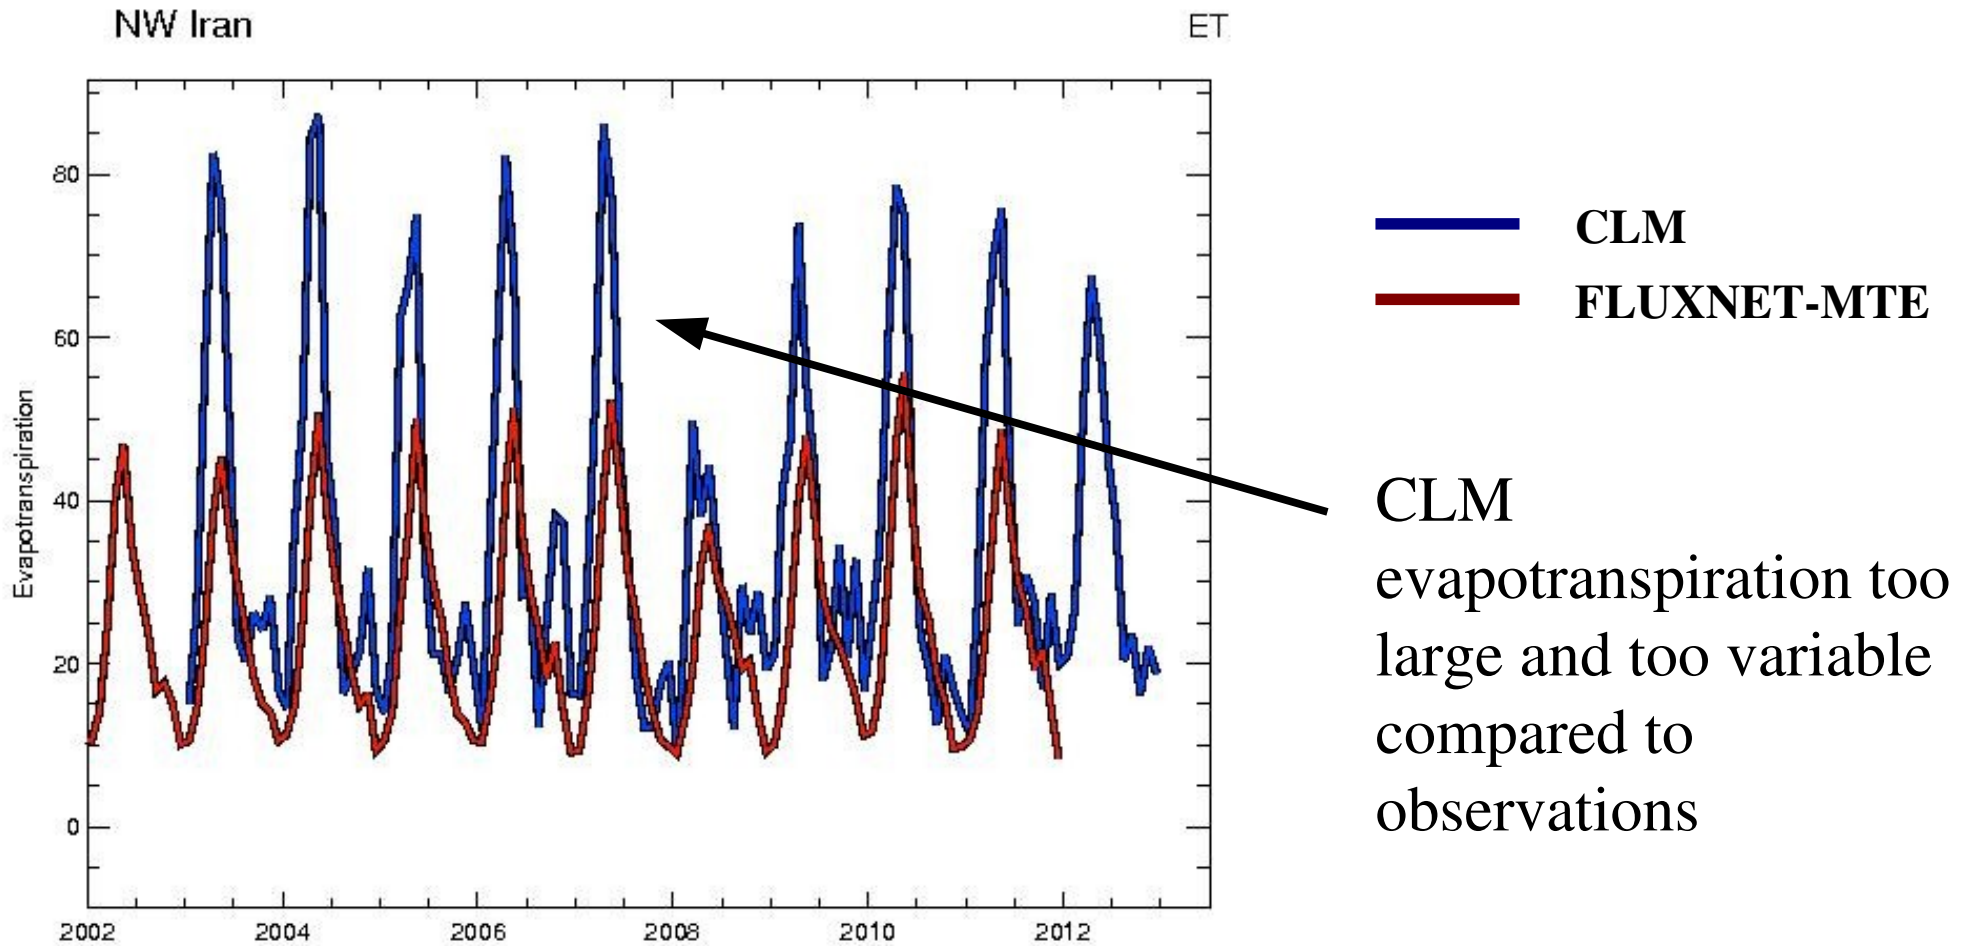 NW Iran
ET
80
60
40
20
0
Evapotranspiration
2002
2004
2006
2008
2010
2012
CLM
FLUXNET-MTE
CLM
evapotranspiration too
large and too variable
compared to
observations